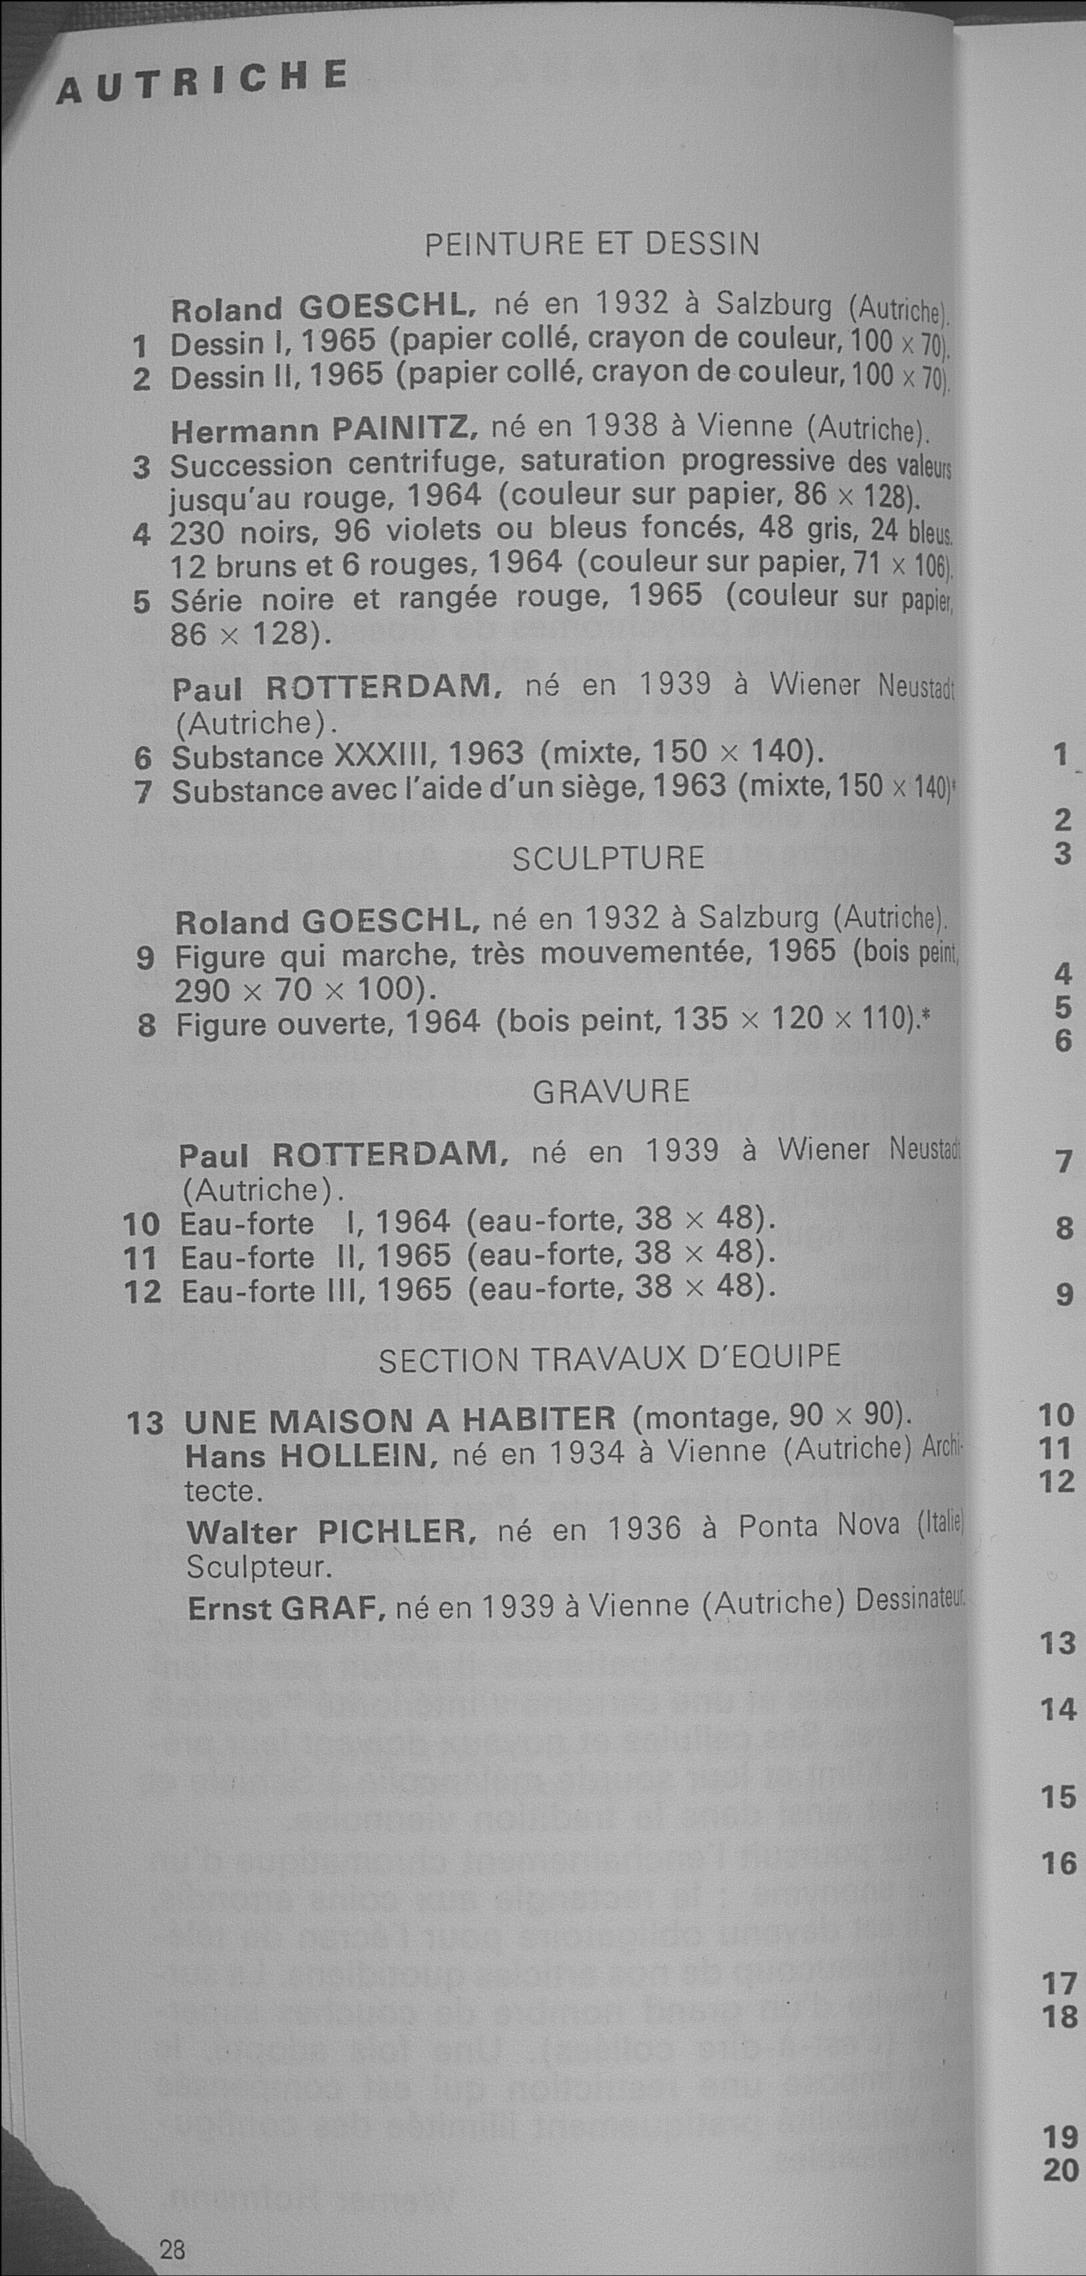 AUTRICHE
PEINTURE ET DESSIN
Roland GOESCHL, né en 1932 à Salzburg (Autriche).
1 Dessin I, 1965 (papier collé, crayon de couleur, 100 × 70).
2 Dessin II, 1965 (papier collé, crayon de couleur, 100 × 70).
Hermann PAINITZ, né en 1938 à Vienne (Autriche).
3 Succession centrifuge, saturation progressive des valeurs
jusqu'au rouge, 1964 (couleur sur papier, 86 × 128).
4 230 noirs, 96 violets ou bleus foncés, 48 gris, 24 bleus,
12 bruns et 6 rouges, 1964 (couleur sur papier, 71 × 106).
5 Série noire et rangée rouge, 1965 (couleur sur papier,
86 × 128).
Paul ROTTERDAM, né en 1939 à Wiener Neustadt
(Autriche).
6 Substance XXXIII, 1963 (mixte, 150 × 140).
7 Substance avec l'aide d'un siège, 1963 (mixte, 150 × 140)*
SCULPTURE
Roland GOESCHL, né en 1932 à Salzburg (Autriche).
9 Figure qui marche, très mouvementée, 1965 (bois peint,
290 × 70 × 100).
8 Figure ouverte, 1964 (bois peint, 135 × 120 × 110).*
GRAVURE
Paul ROTTERDAM, né en 1939 à Wiener Neustadt
(Autriche).
10 Eau-forte I, 1964 (eau-forte, 38 × 48).
11 Eau-forte II, 1965 (eau-forte, 38 × 48).
12 Eau-forte III, 1965 (eau-forte, 38 × 48).
SECTION TRAVAUX D'EQUIPE
13 UNE MAISON A HABITER (montage, 90 × 90).
Hans HOLLEIN, né en 1934 à Vienne (Autriche) Archi-
tecte.
Walter PICHLER, né en 1936 à Ponta Nova (Italie)
Sculpteur.
Ernst GRAF, né en 1939 à Vienne (Autriche) Dessinateur.
28
1
2
3
4
5
6
7
8
9
10
11
12
13
14
15
16
17
18
19
20